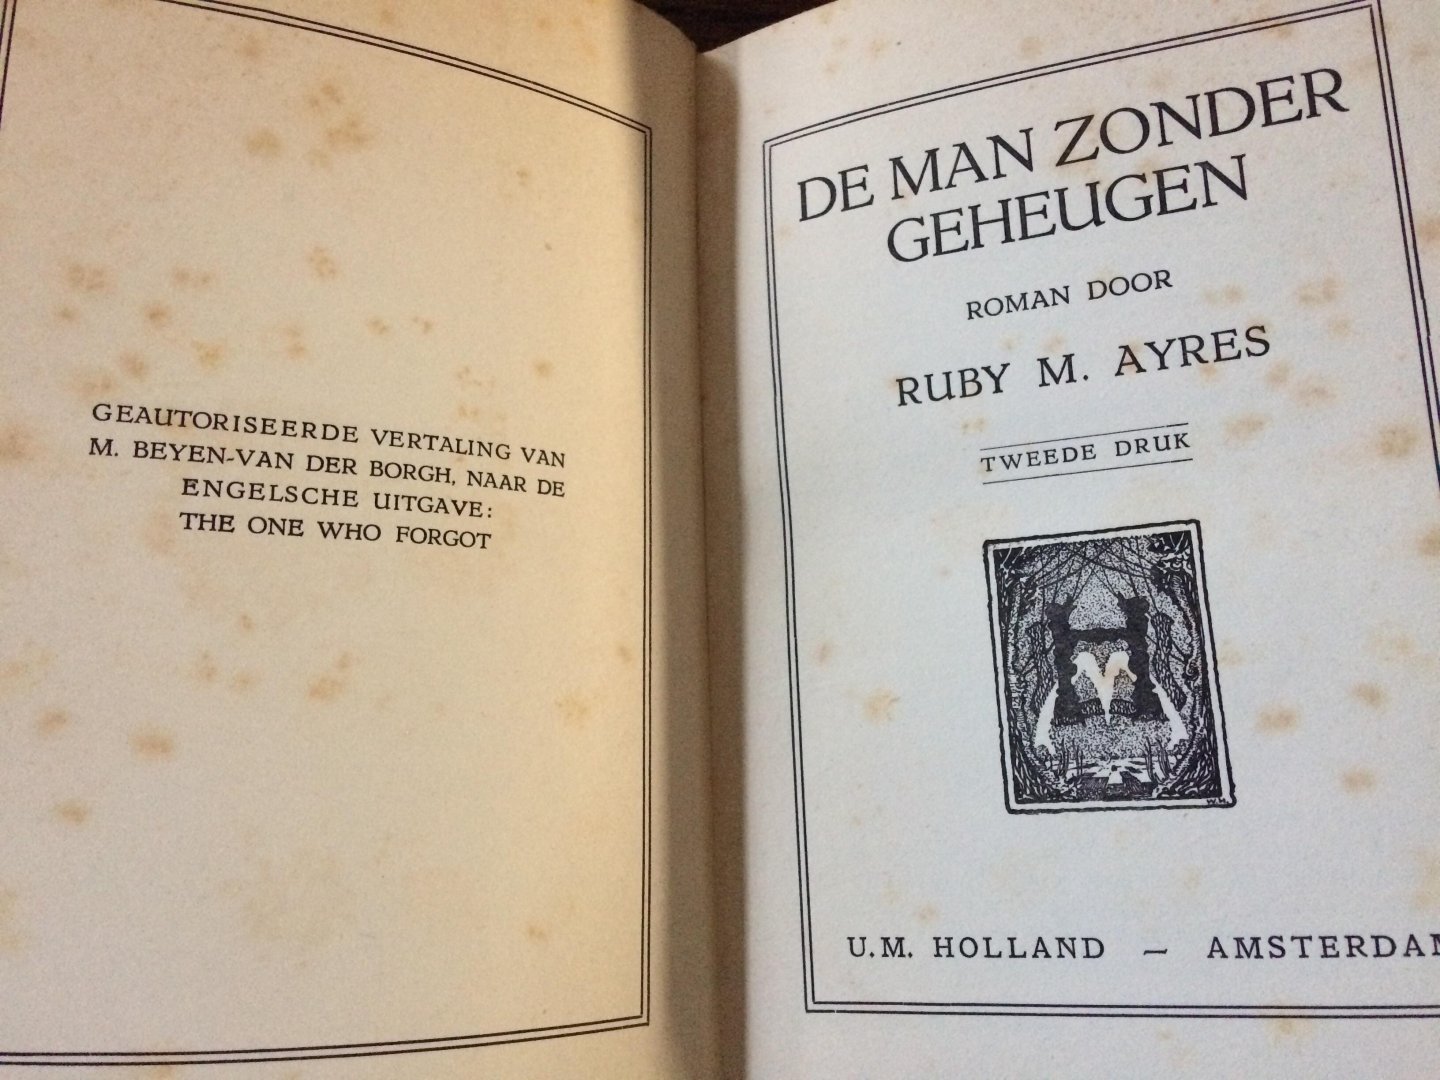 GEAUTORISEERDE VERTALING VAN
M. BEYEN-VAN DER BORGH, NAAR DE
ENGELSCHE UITGAVE:
THE ONE WHO FORGOT
DE MAN ZONDER
GEHEUGEN
ROMAN DOOR
RUBY M. AYRES
TWEEDE DRUK
W.H.
U.M. HOLLAND — AMSTERDAM